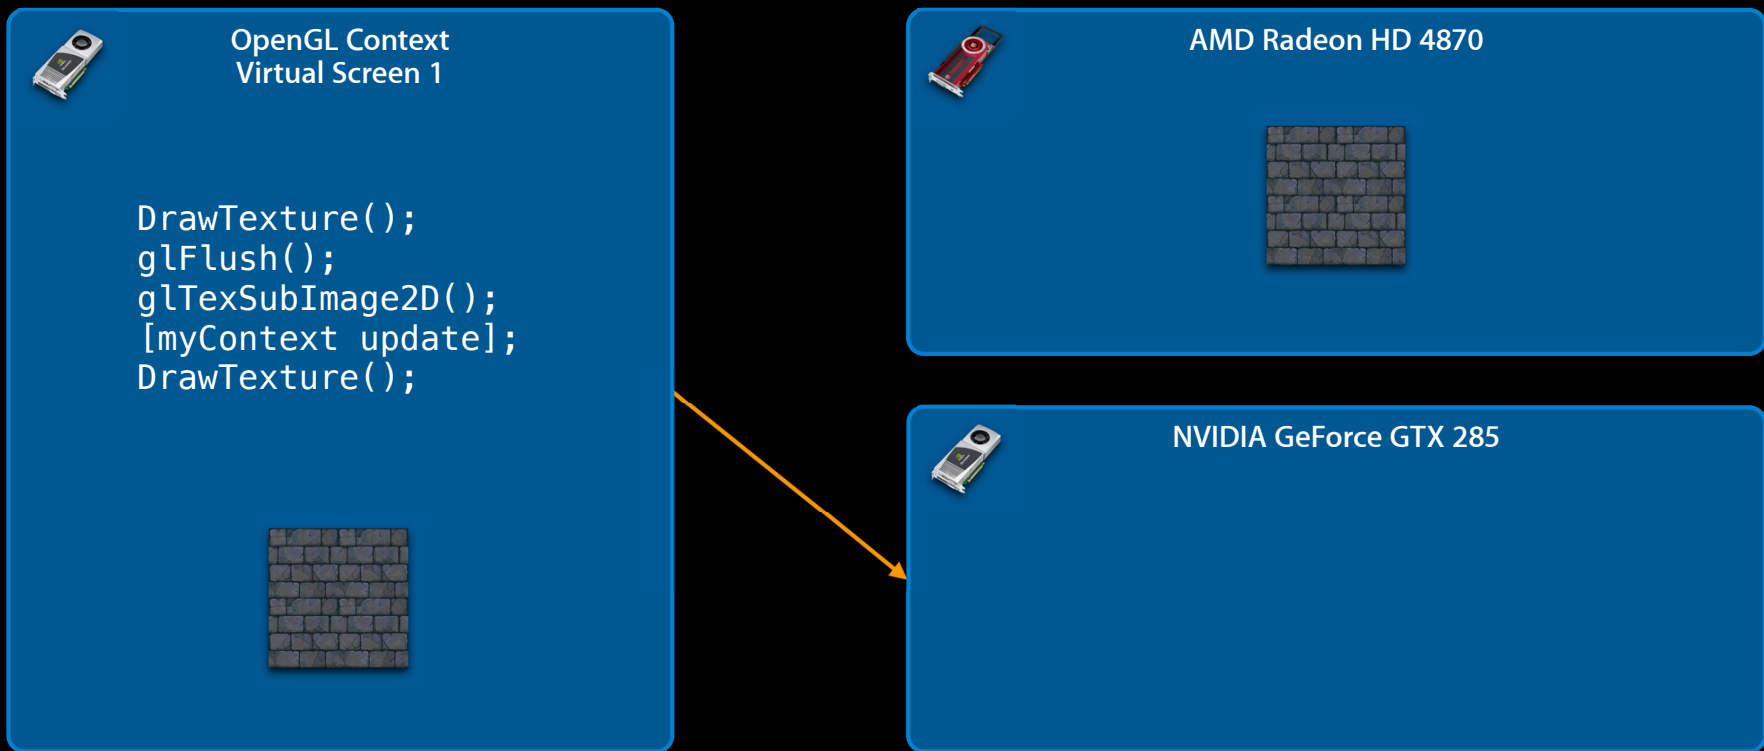 OpenGL Context
Virtual Screen 1
DrawTexture();
glFlush();
glTexSubImage2D();
[myContext update];
DrawTexture();
AMD Radeon HD 4870
NVIDIA GeForce GTX 285